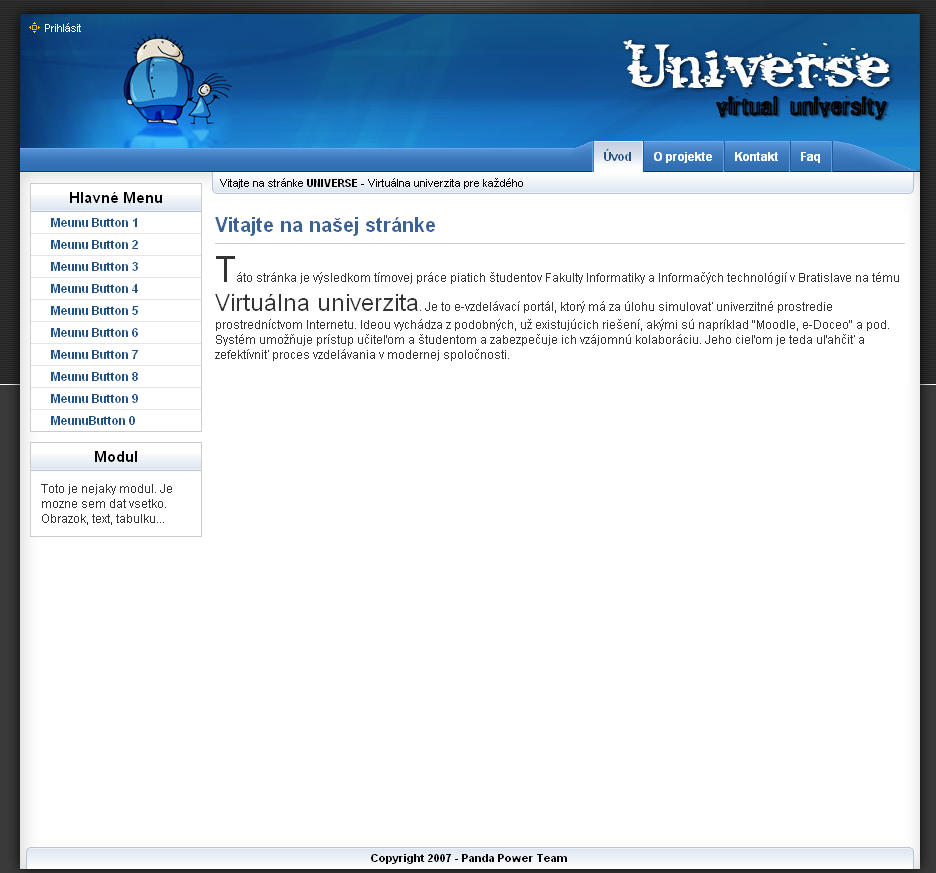 Prihlásit
Universe
virtual university
Úvod O projekte Kontakt Faq
Vitajte na stránke UNIVERSE - Virtuálna univerzita pre každého
Hlavné Menu
Meunu Button 1
Meunu Button 2
Meunu Button 3
Meunu Button 4
Meunu Button 5
Meunu Button 6
Meunu Button 7
Meunu Button 8
Meunu Button 9
MeunuButton 0
Modul
Toto je nejaky modul. Je
mozne sem dat vsetko.
Obrazok, text, tabulku...
Vitajte na našej stránke
Táto stránka je výsledkom tímovej práce piatich študentov Fakulty Informatiky a Informačých technológií v Bratislave na tému
Virtuálna univerzita. Je to e-vzdelávací portál, ktorý má za úlohu simulovať univerzitné prostredie
prostredníctvom Internetu. Ideou vychádza z podobných, už existujúcich riešení, akými sú napríklad "Moodle, e-Doceo" a pod.
Systém umožňuje prístup učiteľom a študentom a zabezpečuje ich vzájomnú kolaboráciu. Jeho cieľom je teda uľahčiť a
zefektívniť proces vzdelávania v modernej spoločnosti.
Copyright 2007 - Panda Power Team